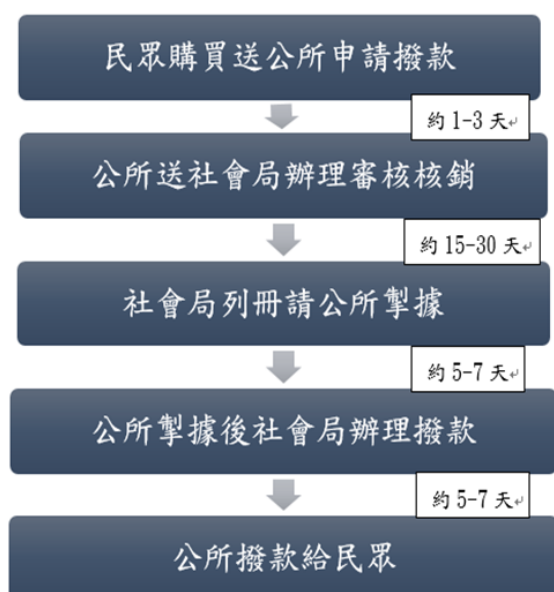 民眾購買送公所申請撥款
約 1-3 天↵
公所送社會局辦理審核核銷
約 15-30 天↵
社會局列冊請公所掣據
約 5-7 天↵
公所掣據後社會局辦理撥款
約 5-7 天↵
公所撥款給民眾